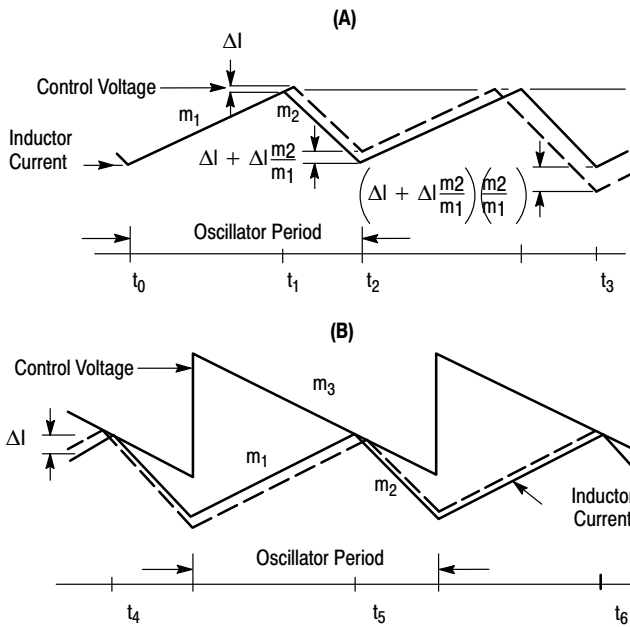 (A)
ΔI
Control Voltage
m1
m2
Inductor
Current
ΔI + ΔI m2/m1
(ΔI + ΔI m2/m1)(m2/m1)
Oscillator Period
t0 t1 t2 t3
(B)
Control Voltage
m3
ΔI
m1
m2
Inductor
Current
Oscillator Period
t4 t5 t6